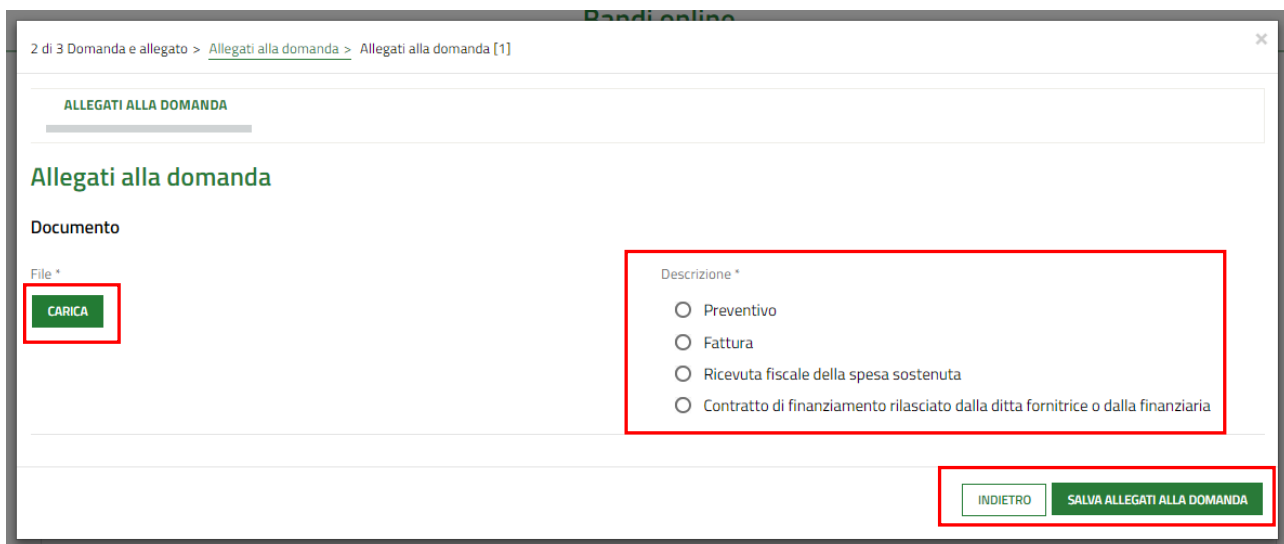 Bandi online
2 di 3 Domanda e allegato > Allegati alla domanda > Allegati alla domanda [1]
×
ALLEGATI ALLA DOMANDA
Allegati alla domanda
Documento
File *
CARICA
Descrizione *
Preventivo
Fattura
Ricevuta fiscale della spesa sostenuta
Contratto di finanziamento rilasciato dalla ditta fornitrice o dalla finanziaria
INDIETRO
SALVA ALLEGATI ALLA DOMANDA